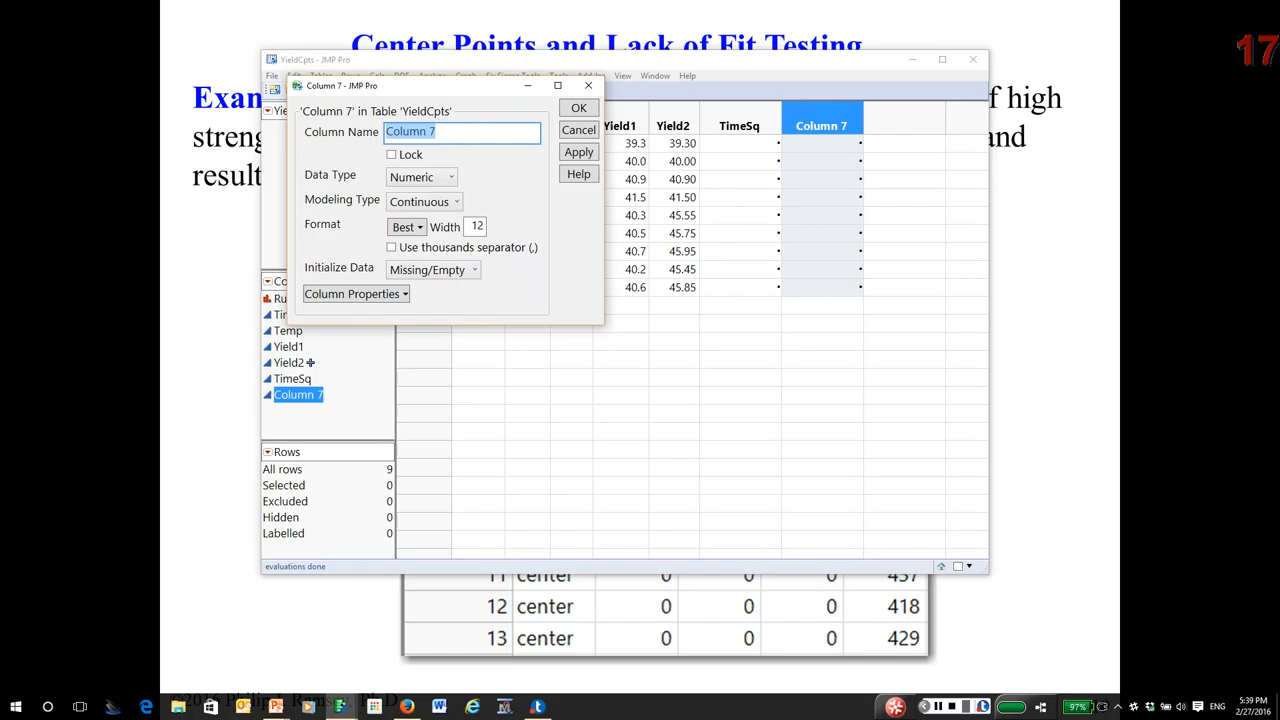 Center Points and Lack of Fit Testing
17
YieldCpts - JMP Pro
File
View Window Help
Column 7 - JMP Pro
Exam
of high
streng
and
result
'Column 7' in Table 'YieldCpts'
OK
Column Name Column 7
Cancel
Lock
Apply
Data Type Numeric
Help
Modeling Type Continuous
Format Best Width 12
Use thousands separator (,)
Initialize Data Missing/Empty
Column Properties
Yield1 Yield2 TimeSq Column 7
39.3 39.30 • •
40.0 40.00 • •
40.9 40.90 • •
41.5 41.50 • •
40.3 45.55 • •
40.5 45.75 • •
40.7 45.95 • •
40.2 45.45 • •
40.6 45.85 • •
Temp
Yield1
Yield2
TimeSq
Column 7
Rows
All rows 9
Selected 0
Excluded 0
Hidden 0
Labelled 0
evaluations done
12 center 0 0 0 418
13 center 0 0 0 429
97%
ENG
5:39 PM
2/27/2016